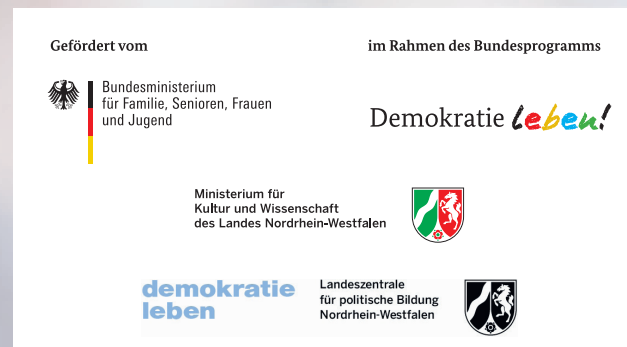 Gefördert vom
im Rahmen des Bundesprogramms
Bundesministerium
für Familie, Senioren, Frauen
und Jugend
Demokratie Leben!
Ministerium für
Kultur und Wissenschaft
des Landes Nordrhein-Westfalen
demokratie
leben
Landeszentrale
für politische Bildung
Nordrhein-Westfalen